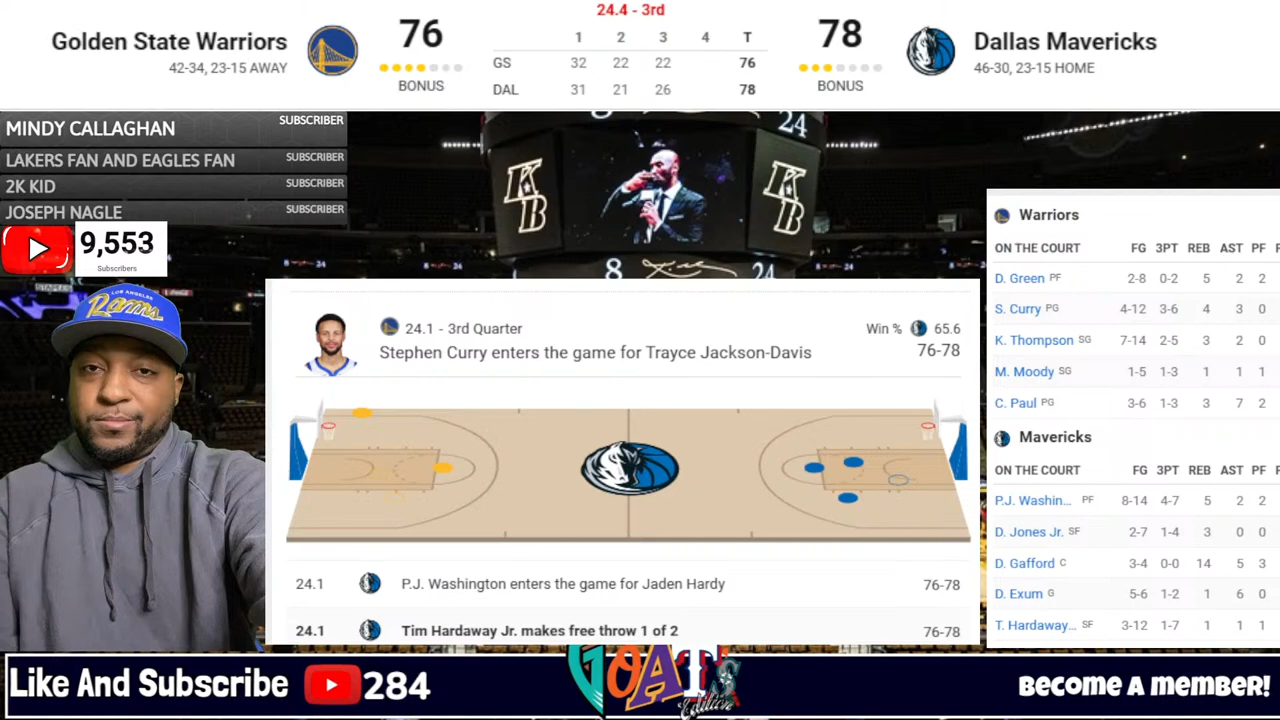 24.4 - 3rd
Golden State Warriors
42-34, 23-15 AWAY
76
BONUS
1 2 3 4 T
GS 32 22 22 76
DAL 31 21 26 78
78
BONUS
Dallas Mavericks
46-30, 23-15 HOME
MINDY CALLAGHAN SUBSCRIBER
LAKERS FAN AND EAGLES FAN SUBSCRIBER
2K KID SUBSCRIBER
JOSEPH NAGLE SUBSCRIBER
9,553
Subscribers
STAPLES
LOS ANGELES
Rams
24
KB
KB
8 24
24.1 - 3rd Quarter
Win % 65.6
Stephen Curry enters the game for Trayce Jackson-Davis 76-78
24.1 P.J. Washington enters the game for Jaden Hardy 76-78
24.1 Tim Hardaway Jr. makes free throw 1 of 2 76-78
Warriors
ON THE COURT FG 3PT REB AST PF
D. Green PF 2-8 0-2 5 2 2
S. Curry PG 4-12 3-6 4 3 0
K. Thompson SG 7-14 2-5 3 2 0
M. Moody SG 1-5 1-3 1 1 1
C. Paul PG 3-6 1-3 3 7 2
Mavericks
ON THE COURT FG 3PT REB AST PF
P.J. Washin... PF 8-14 4-7 5 2 2
D. Jones Jr. SF 2-7 1-4 3 0 0
D. Gafford C 3-4 0-0 14 5 3
D. Exum G 5-6 1-2 1 6 0
T. Hardaway... SF 3-12 1-7 1 1 1
Like And Subscribe 284
GOATS
Edition
Become a member!